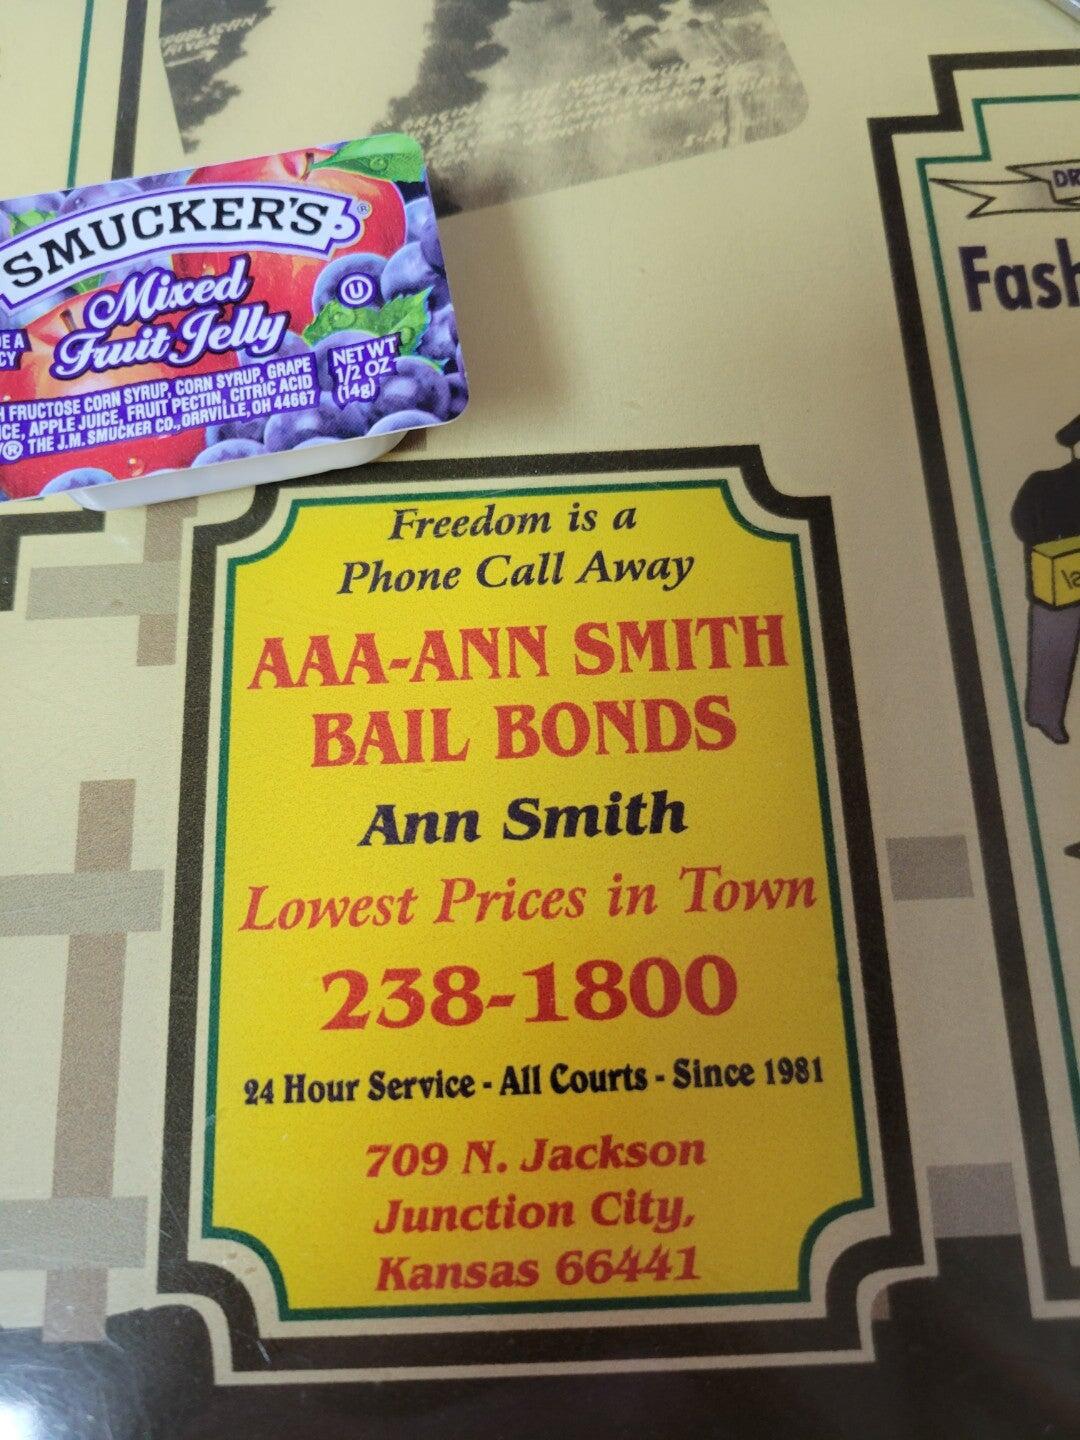 PUBLICAN
RIVER
SMUCKER'S®
Mixed
Fruit Jelly
NET WT
1/2 OZ
(14g)
FRUCTOSE CORN SYRUP, CORN SYRUP, GRAPE
APPLE JUICE, FRUIT PECTIN, CITRIC ACID
® THE J.M. SMUCKER CO., ORRVILLE, OH 44667
DR
Fash
Freedom is a
Phone Call Away
AAA-ANN SMITH
BAIL BONDS
Ann Smith
Lowest Prices in Town
238-1800
24 Hour Service - All Courts - Since 1981
709 N. Jackson
Junction City,
Kansas 66441